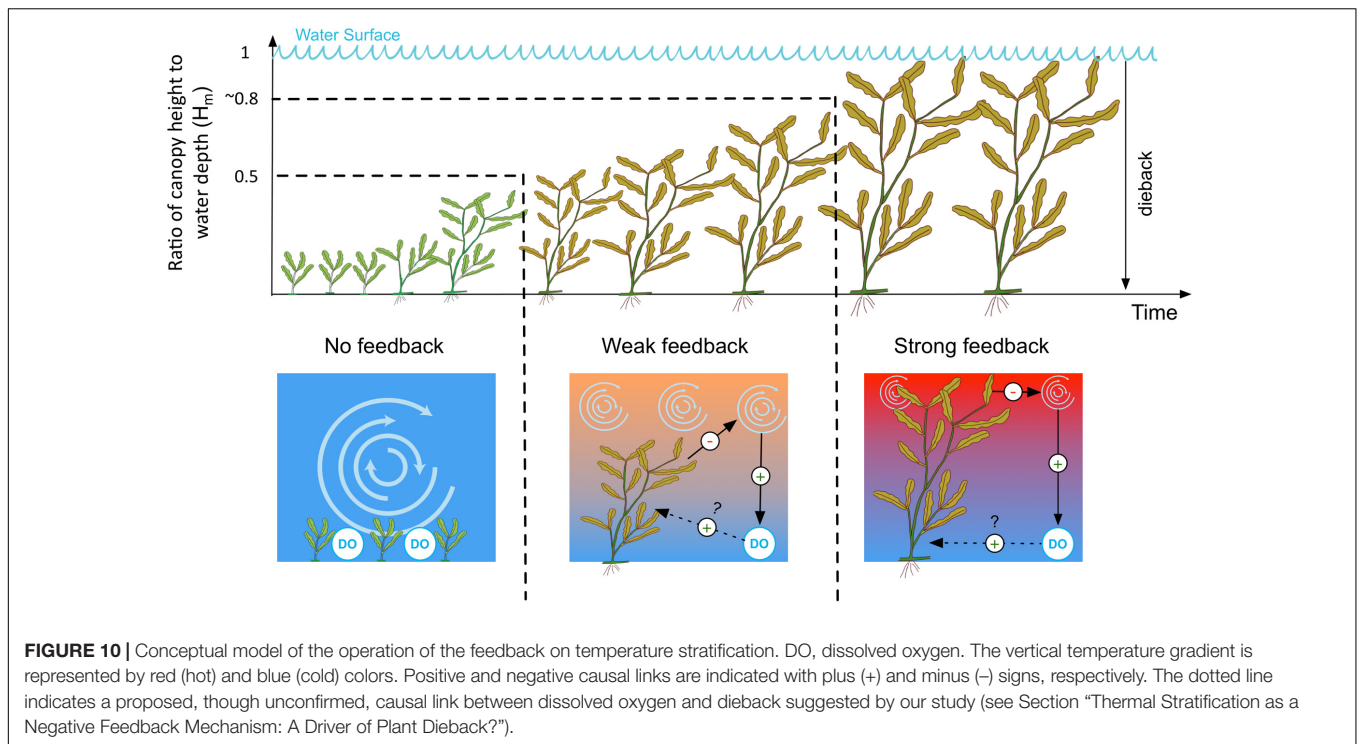 Water Surface
1
~0.8
0.5
Ratio of canopy height to
water depth (Hm)
dieback
Time
No feedback
Weak feedback
Strong feedback
DO
DO
-
+
?
+
DO
-
+
?
+
DO
FIGURE 10 | Conceptual model of the operation of the feedback on temperature stratification. DO, dissolved oxygen. The vertical temperature gradient is
represented by red (hot) and blue (cold) colors. Positive and negative causal links are indicated with plus (+) and minus (–) signs, respectively. The dotted line
indicates a proposed, though unconfirmed, causal link between dissolved oxygen and dieback suggested by our study (see Section “Thermal Stratification as a
Negative Feedback Mechanism: A Driver of Plant Dieback?”).